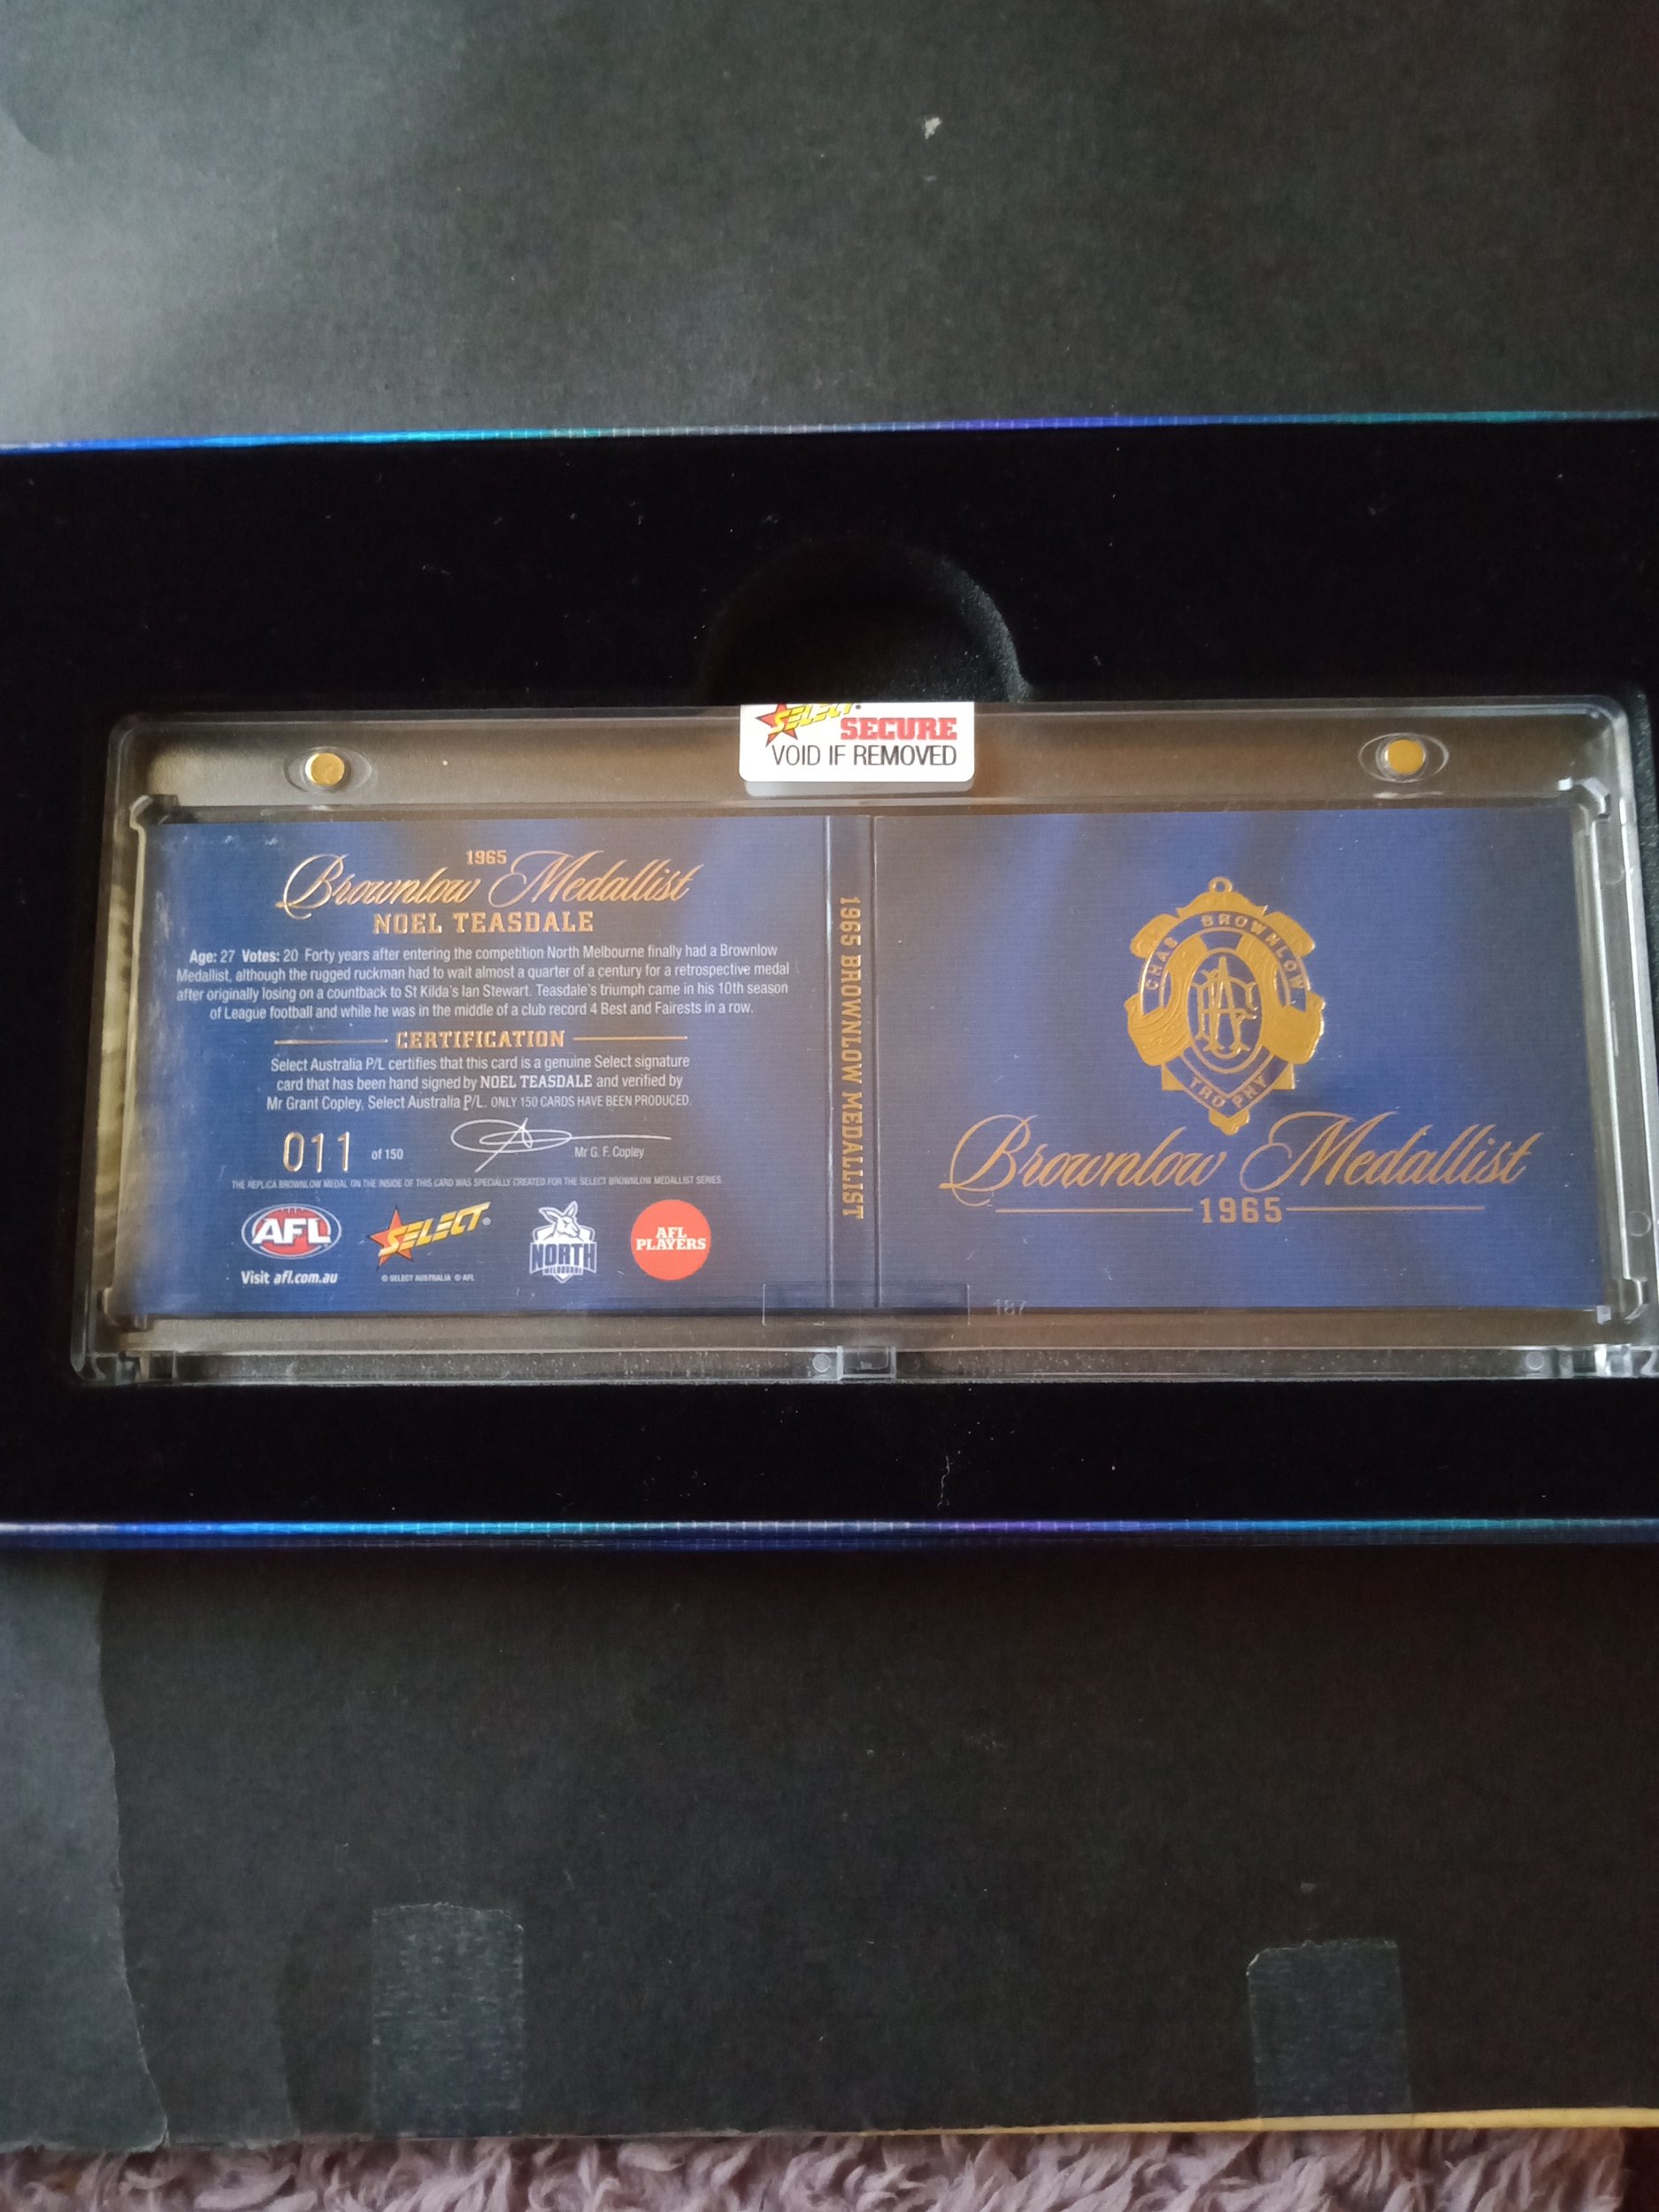 SELECT
SECURE
VOID IF REMOVED
1965
Brownlow Medallist
NOEL TEASDALE
Age: 27 Votes: 20 Forty years after entering the competition North Melbourne finally had a Brownlow
Medallist, although the rugged ruckman had to wait almost a quarter of a century for a retrospective medal
after originally losing on a countback to St Kilda's Ian Stewart. Teasdale's triumph came in his 10th season
of League football and while he was in the middle of a club record 4 Best and Fairests in a row.
CERTIFICATION
Select Australia P/L certifies that this card is a genuine Select signature
card that has been hand signed by NOEL TEASDALE and verified by
Mr Grant Copley, Select Australia P/L. ONLY 150 CARDS HAVE BEEN PRODUCED.
011 of 150
Mr G. F. Copley
THE REPLICA BROWNLOW MEDAL ON THE INSIDE OF THIS CARD WAS SPECIALLY CREATED FOR THE SELECT BROWNLOW MEDALLIST SERIES.
AFL
Visit afl.com.au
SELECT
© SELECT AUSTRALIA © AFL
NORTH
MELBOURNE
AFL
PLAYERS
1965 BROWNLOW MEDALLIST
CHAS BROWNLOW
TROPHY
Brownlow Medallist
1965
187